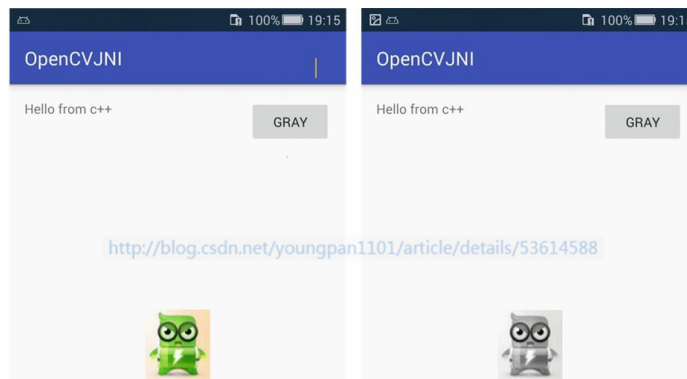 100% 19:15
OpenCVJNI
Hello from c++
GRAY
100% 19:1
OpenCVJNI
Hello from c++
GRAY
http://blog.csdn.net/youngpan1101/article/details/53614588